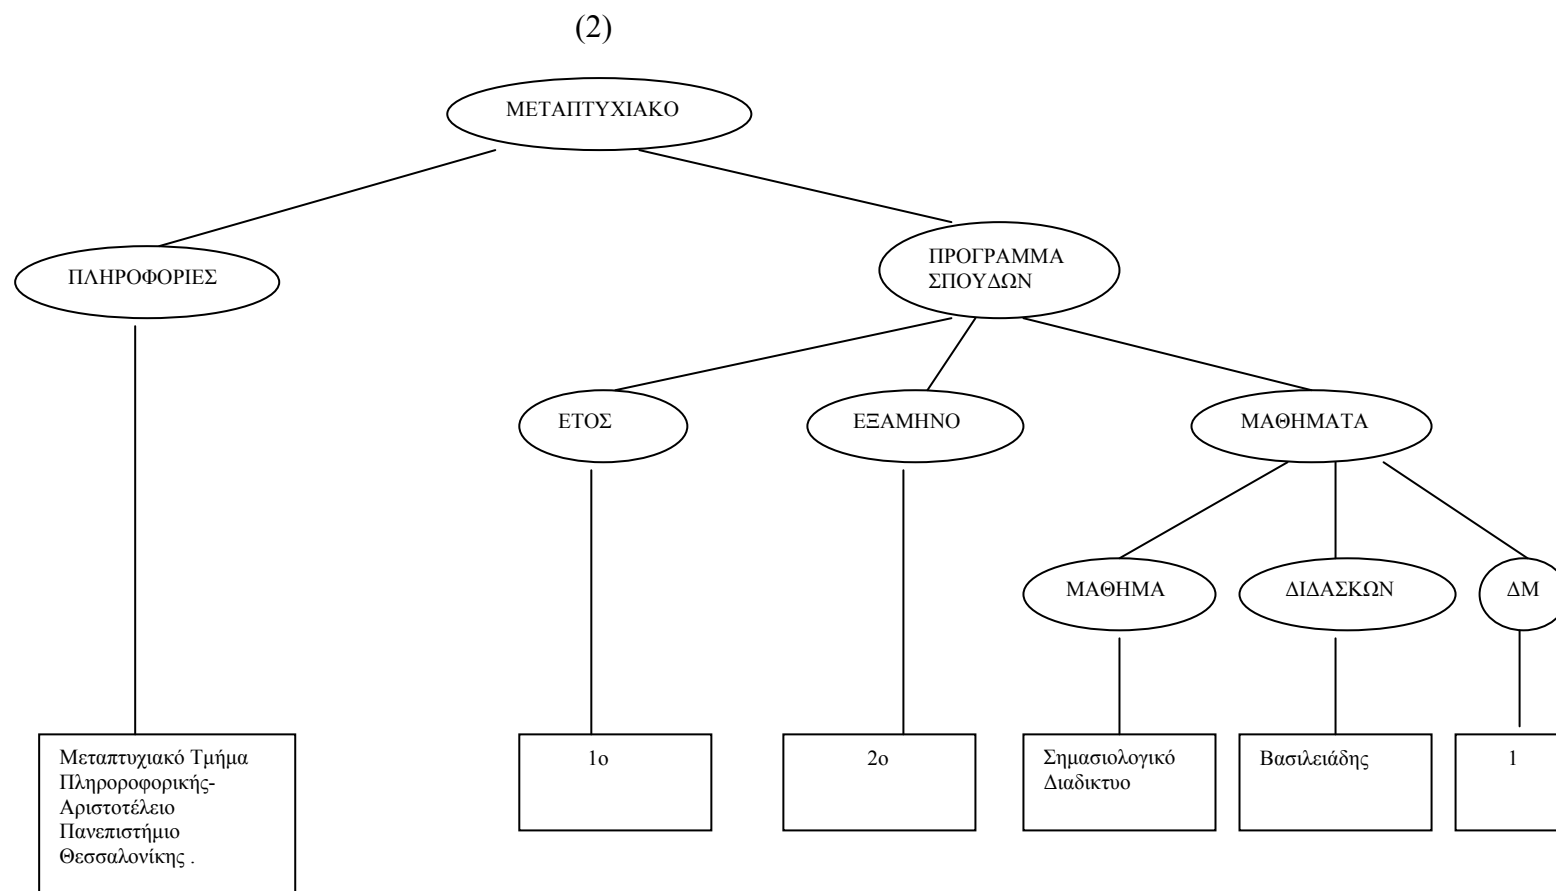 (2)
ΜΕΤΑΠΤΥΧΙΑΚΟ
ΠΛΗΡΟΦΟΡΙΕΣ
ΠΡΟΓΡΑΜΜΑ
ΣΠΟΥΔΩΝ
ΕΤΟΣ
ΕΞΑΜΗΝΟ
ΜΑΘΗΜΑΤΑ
ΜΑΘΗΜΑ
ΔΙΔΑΣΚΩΝ
ΔΜ
Μεταπτυχιακό Τμήμα
Πληροροφορικής-
Αριστοτέλειο
Πανεπιστήμιο
Θεσσαλονίκης .
1ο
2ο
Σημασιολογικό
Διαδικτυο
Βασιλειάδης
1